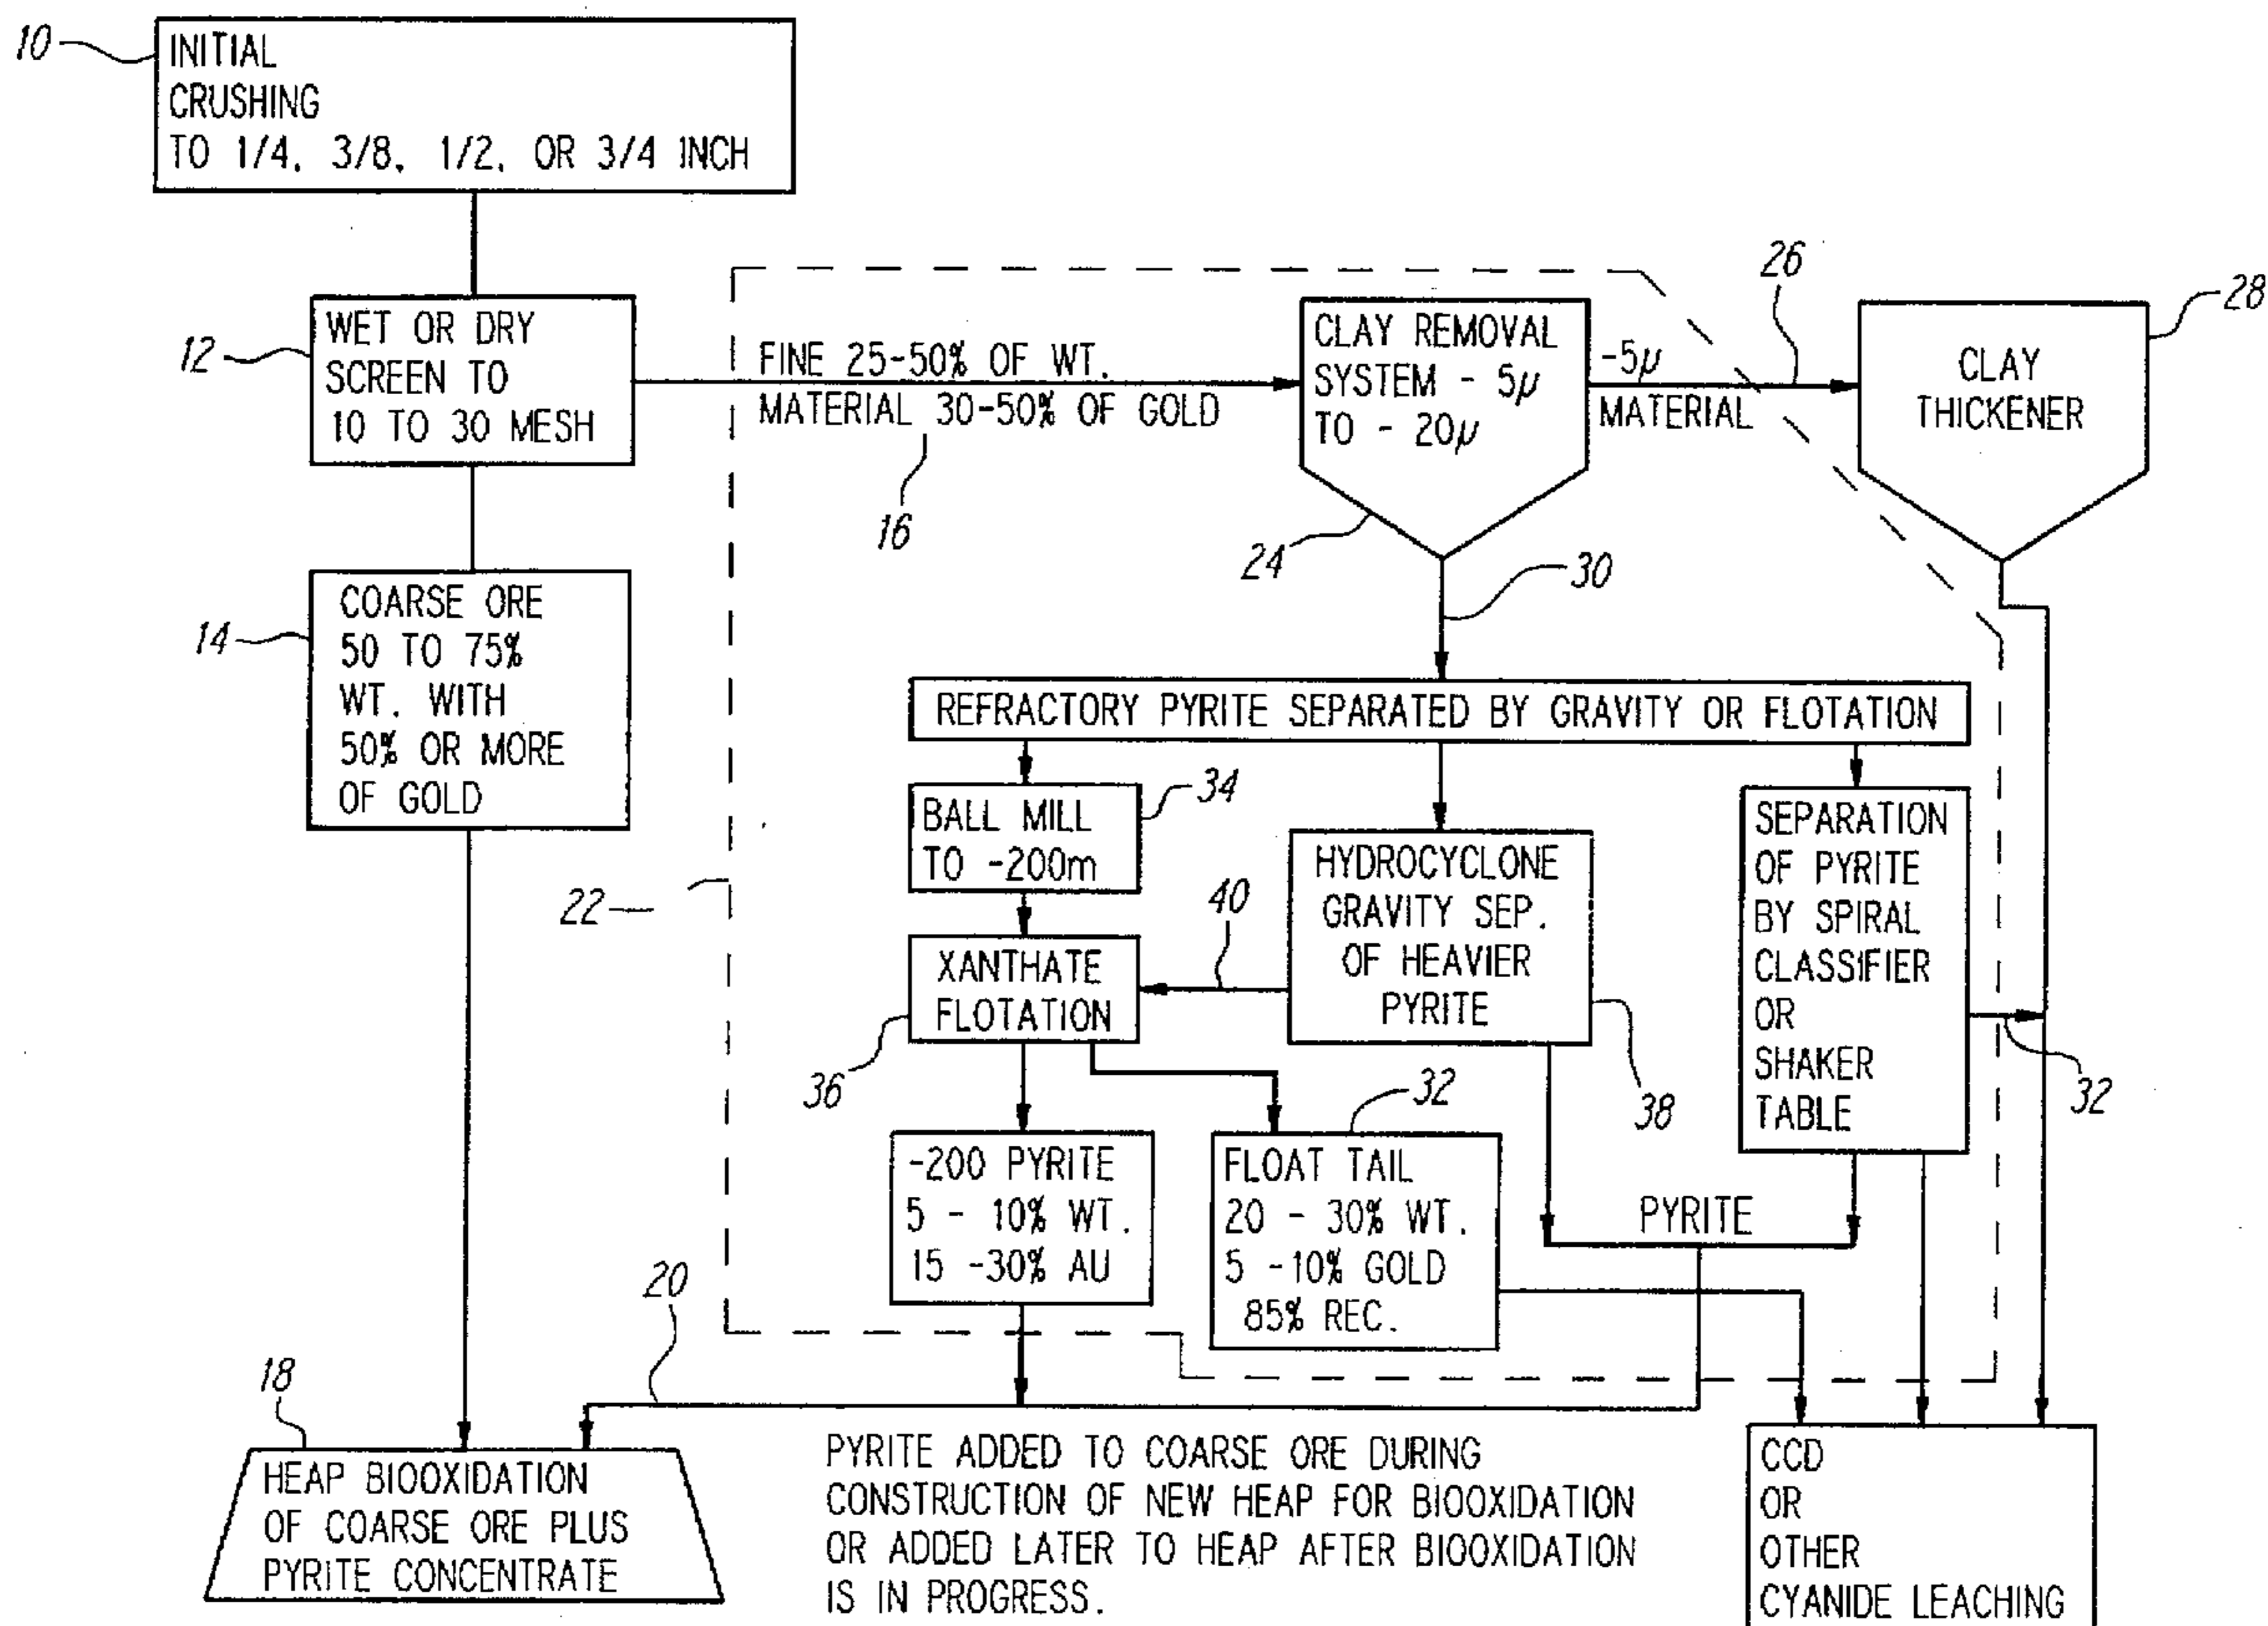 10
INITIAL
CRUSHING
TO 1/4, 3/8, 1/2, OR 3/4 INCH
12
WET OR DRY
SCREEN TO
10 TO 30 MESH
FINE 25-50% OF WT.
MATERIAL 30-50% OF GOLD
16
CLAY REMOVAL
SYSTEM - 5µ
TO - 20µ
24
-5µ
MATERIAL
26
CLAY
THICKENER
28
14
COARSE ORE
50 TO 75%
WT. WITH
50% OR MORE
OF GOLD
30
REFRACTORY PYRITE SEPARATED BY GRAVITY OR FLOTATION
22
BALL MILL
TO -200m
34
XANTHATE
FLOTATION
36
40
HYDROCYCLONE
GRAVITY SEP.
OF HEAVIER
PYRITE
38
SEPARATION
OF PYRITE
BY SPIRAL
CLASSIFIER
OR
SHAKER
TABLE
32
-200 PYRITE
5 - 10% WT.
15 -30% AU
32
FLOAT TAIL
20 - 30% WT.
5 -10% GOLD
85% REC.
PYRITE
20
18
HEAP BIOOXIDATION
OF COARSE ORE PLUS
PYRITE CONCENTRATE
PYRITE ADDED TO COARSE ORE DURING
CONSTRUCTION OF NEW HEAP FOR BIOOXIDATION
OR ADDED LATER TO HEAP AFTER BIOOXIDATION
IS IN PROGRESS.
CCD
OR
OTHER
CYANIDE LEACHING